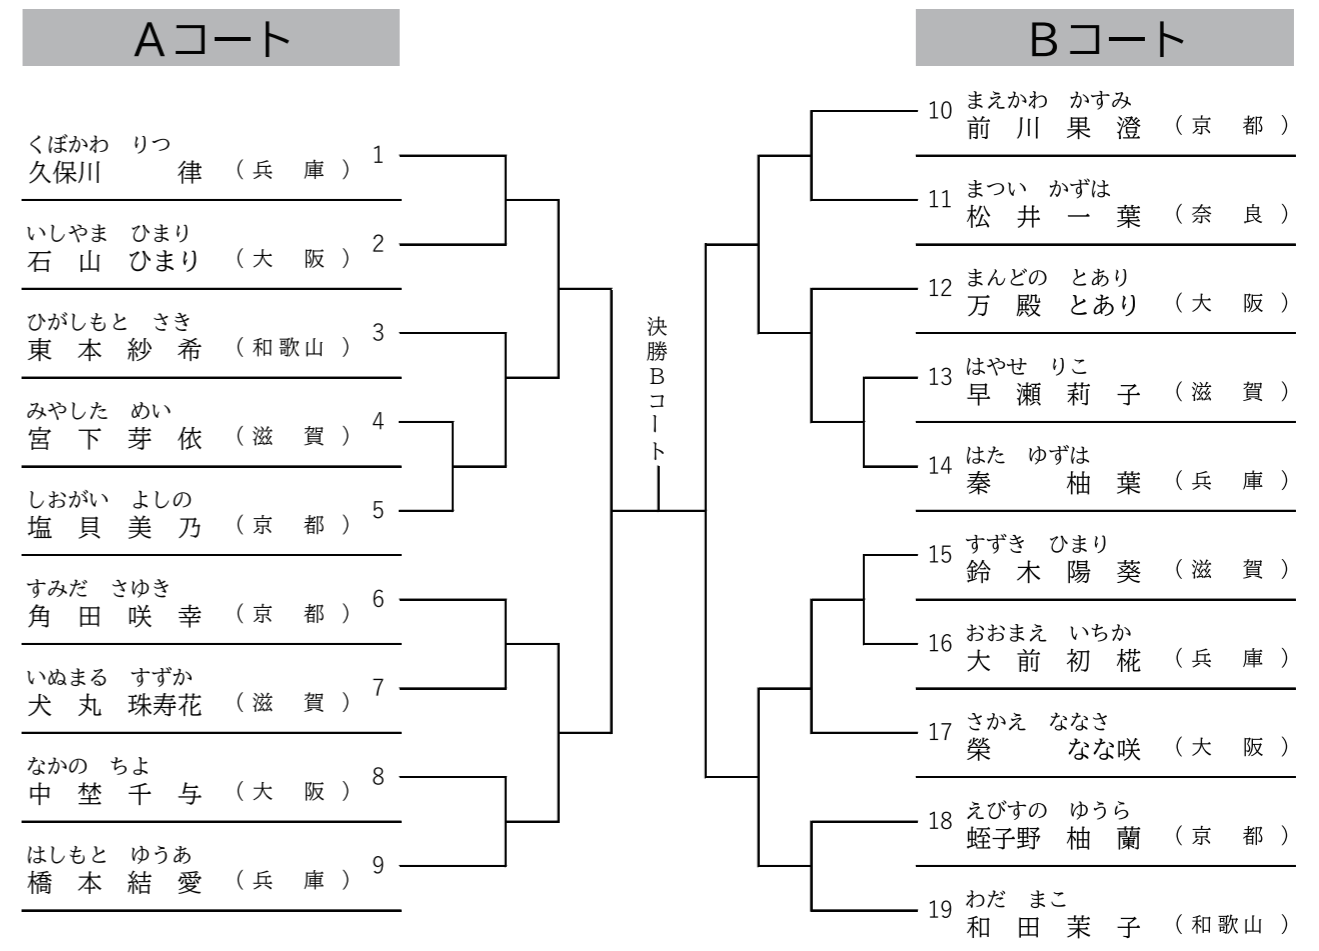 Aコート
くぼかわ りつ
久保川 律 (兵 庫) 1
いしやま ひまり
石 山 ひまり (大 阪) 2
ひがしもと さき
東 本 紗 希 (和歌山) 3
みやした めい
宮 下 芽 依 (滋 賀) 4
しおがい よしの
塩 貝 美 乃 (京 都) 5
すみだ さゆき
角 田 咲 幸 (京 都) 6
いぬまる すずか
犬 丸 珠寿花 (滋 賀) 7
なかの ちよ
中 埜 千 与 (大 阪) 8
はしもと ゆうあ
橋 本 結 愛 (兵 庫) 9
決勝Bコート
Bコート
10 まえかわ かすみ
前 川 果 澄 (京 都)
11 まつい かずは
松 井 一 葉 (奈 良)
12 まんどの とあり
万 殿 とあり (大 阪)
13 はやせ りこ
早 瀬 莉 子 (滋 賀)
14 はた ゆずは
秦 柚 葉 (兵 庫)
15 すずき ひまり
鈴 木 陽 葵 (滋 賀)
16 おおまえ いちか
大 前 初 椛 (兵 庫)
17 さかえ ななさ
榮 なな咲 (大 阪)
18 えびすの ゆうら
蛭子野 柚 蘭 (京 都)
19 わだ まこ
和 田 茉 子 (和歌山)